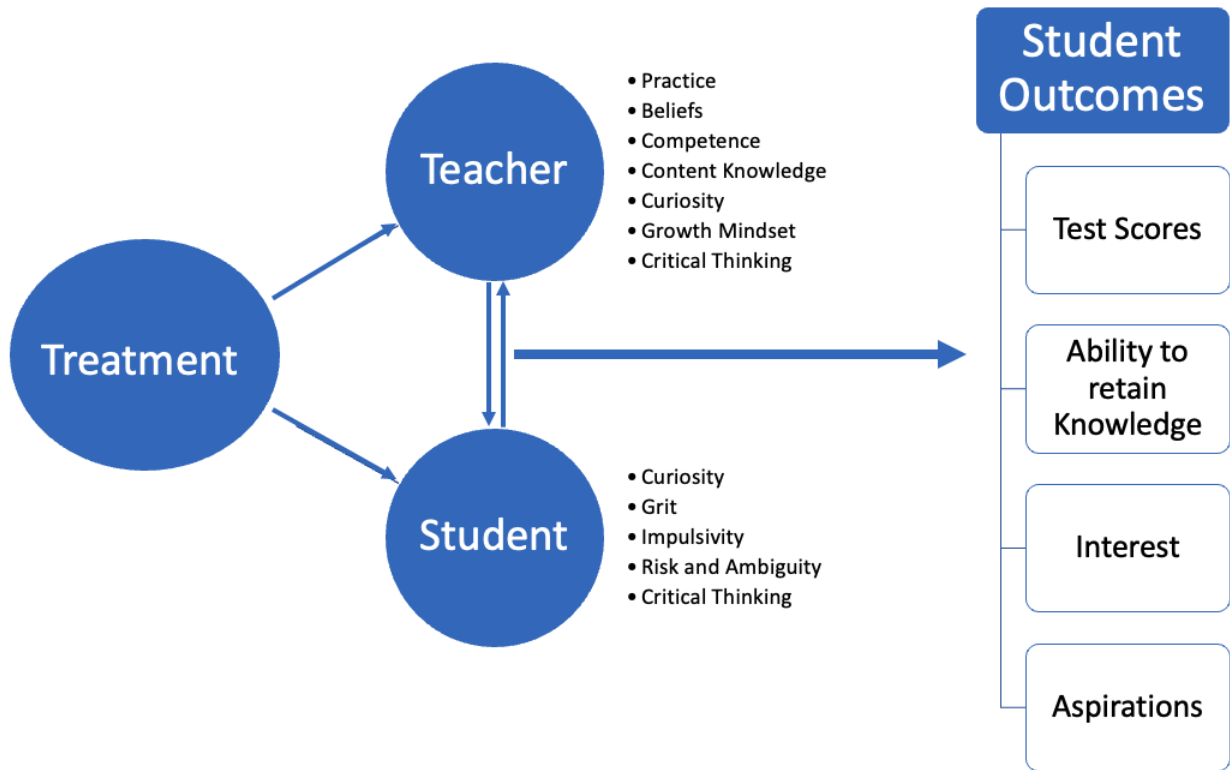 Treatment
Teacher
• Practice
• Beliefs
• Competence
• Content Knowledge
• Curiosity
• Growth Mindset
• Critical Thinking
Student
• Curiosity
• Grit
• Impulsivity
• Risk and Ambiguity
• Critical Thinking
Student
Outcomes
Test Scores
Ability to
retain
Knowledge
Interest
Aspirations